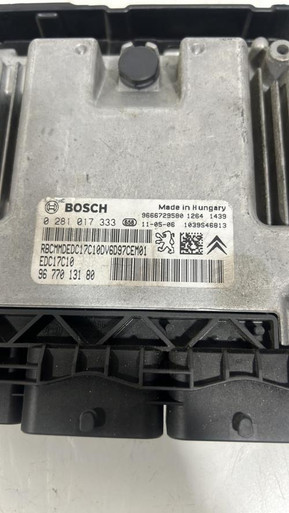 BOSCH
Made in Hungary
0 281 017 333
9666729580 1264 1439
11-05-06 1039S46813
RBCMMDEDC17C10DV6D97CEM01
EDC17C10
96 770 131 80